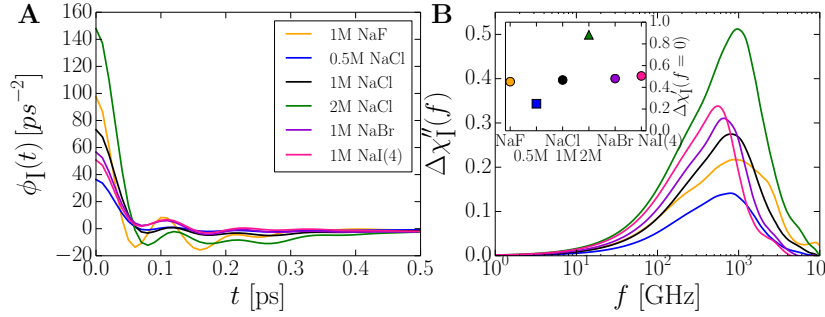 A
ϕI(t) [ps⁻²]
160
140
120
100
80
60
40
20
0
−20
0.0
0.1
0.2
0.3
0.4
0.5
t [ps]
1M NaF
0.5M NaCl
1M NaCl
2M NaCl
1M NaBr
1M NaI(4)
B
Δχ″I(f)
0.5
0.4
0.3
0.2
0.1
0.0
10⁰
10¹
10²
10³
10⁴
f [GHz]
NaF
NaCl
NaBr
NaI(4)
0.5M
1M
2M
1.0
0.8
0.6
0.4
0.2
0.0
Δχ′I(f = 0)